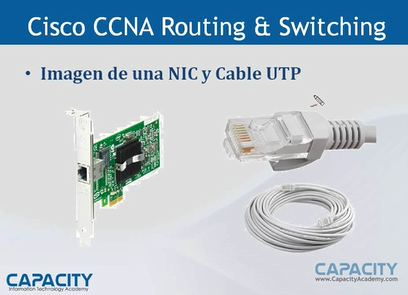 Cisco CCNA Routing & Switching
• Imagen de una NIC y Cable UTP
CAPACITY
Information Technology Academy
CAPACITY
www.CapacityAcademy.com